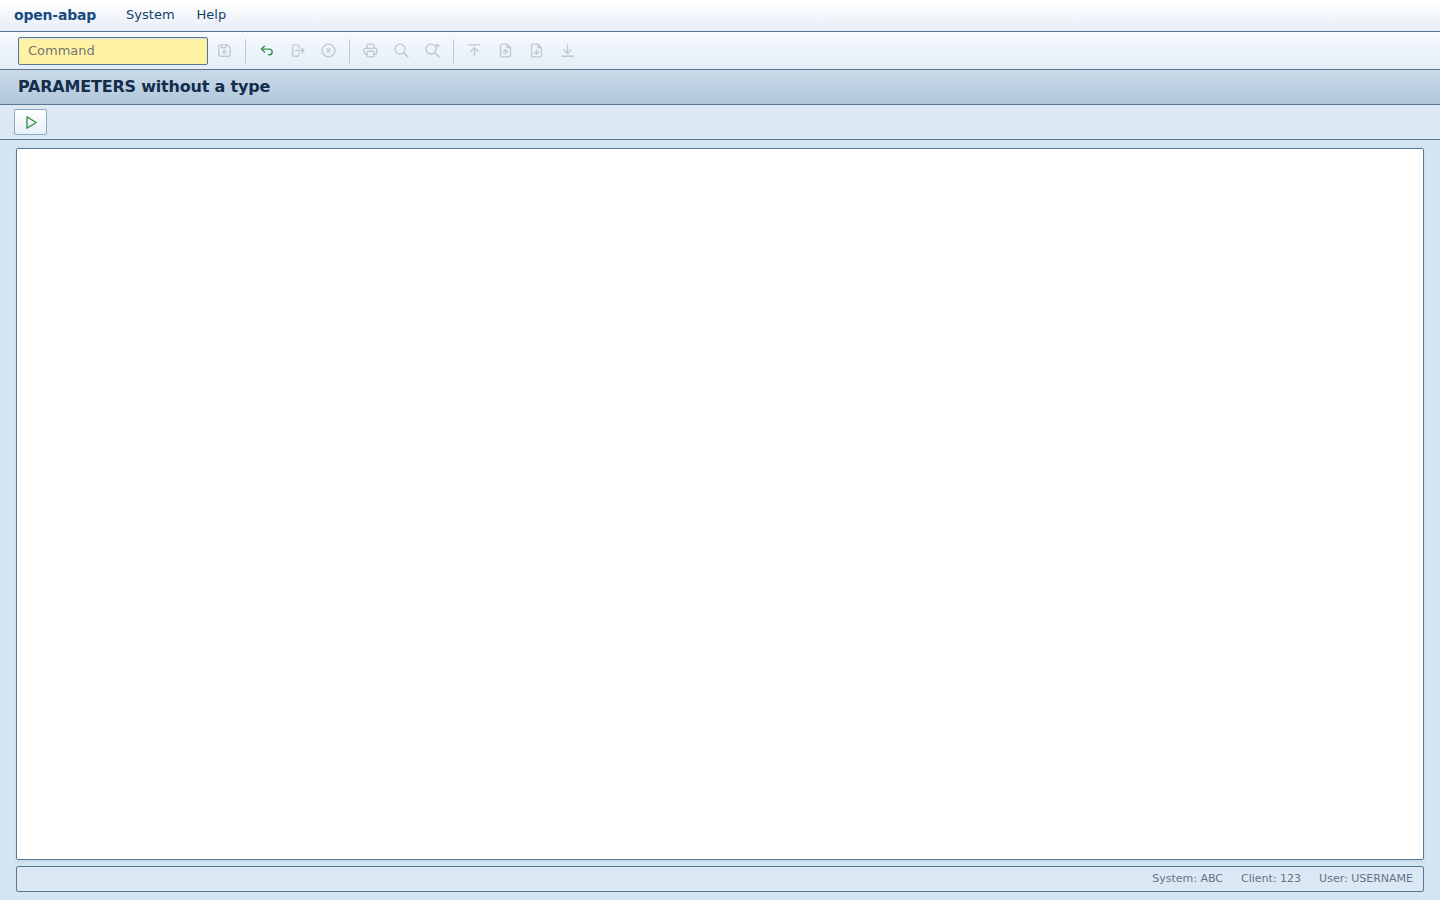 open-abap System Help
Command
PARAMETERS without a type
System: ABC Client: 123 User: USERNAME